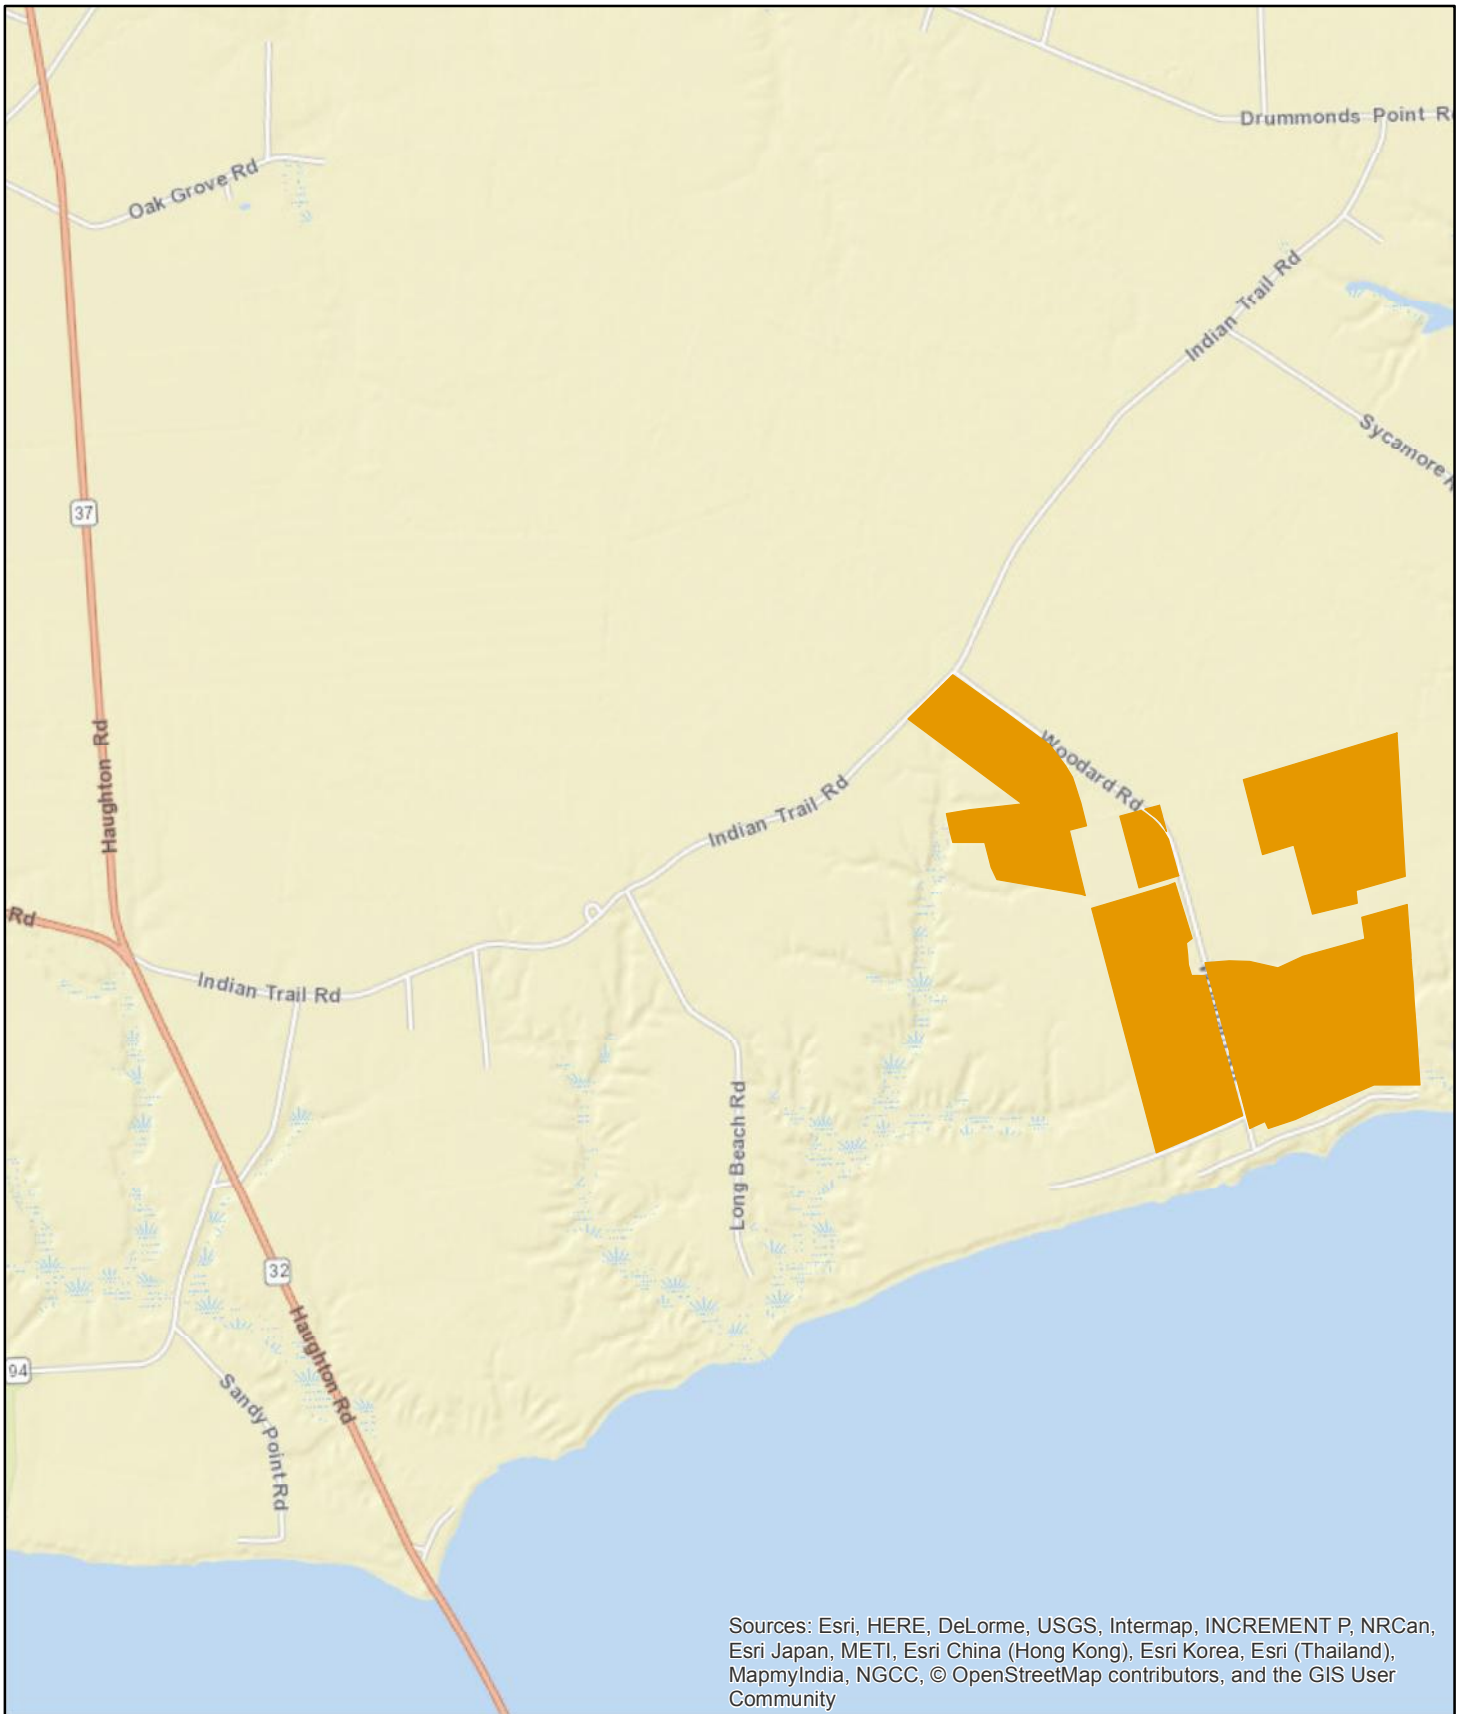 Drummonds Point R
Oak Grove Rd
Indian Trail Rd
Sycamore
37
Haughton Rd
Woodard Rd
Indian Trail Rd
Rd
Indian Trail Rd
Long Beach Rd
32
Haughton Rd
94
Sandy Point Rd
Sources: Esri, HERE, DeLorme, USGS, Intermap, INCREMENT P, NRCan,
Esri Japan, METI, Esri China (Hong Kong), Esri Korea, Esri (Thailand),
MapmyIndia, NGCC, © OpenStreetMap contributors, and the GIS User
Community